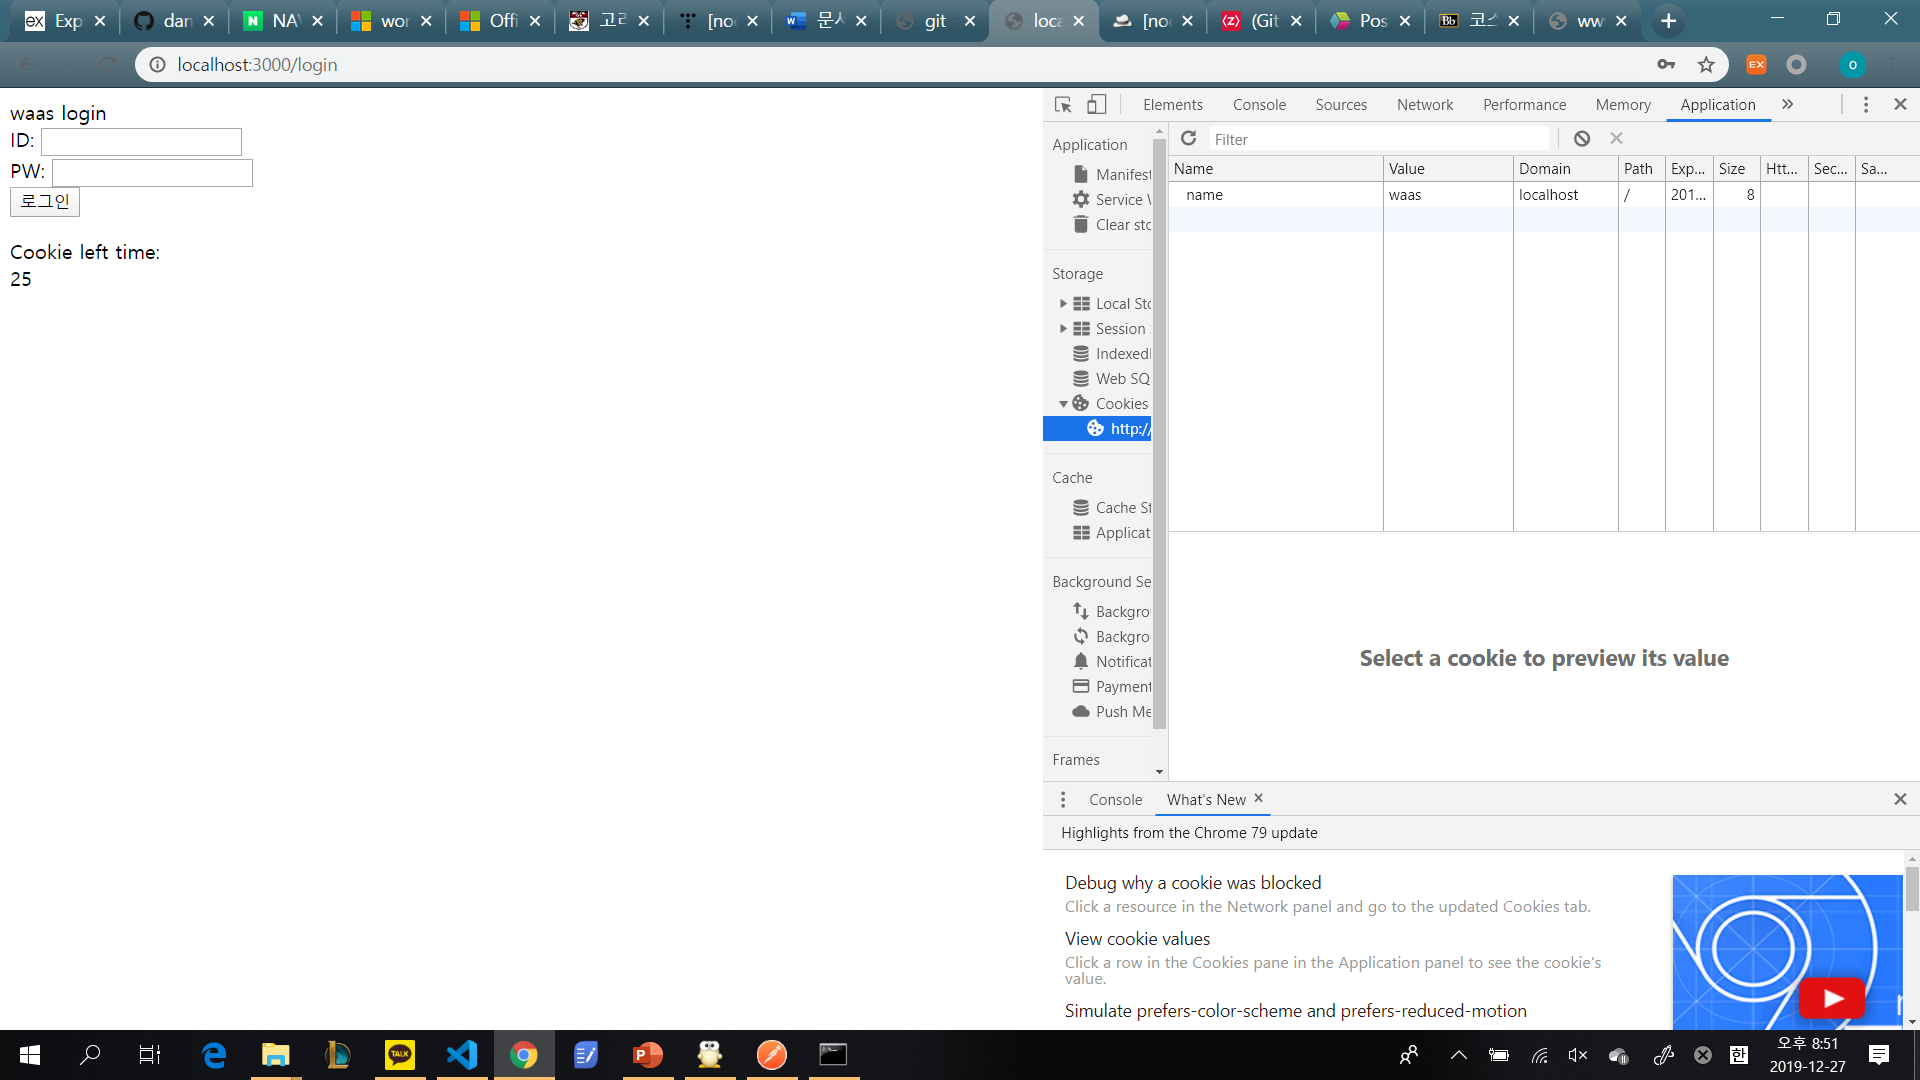 Exp
dan
NA
wor
Offi
고려
[no
문서
git
loca
[no
(Git
Pos
코스
ww
localhost:3000/login
EX
o
waas login
ID:
PW:
로그인
Cookie left time:
25
Elements Console Sources Network Performance Memory Application
Filter
Application
Manifest
Service
Clear sto
Storage
Local Sto
Session
Indexed
Web SQ
Cookies
http://
Cache
Cache St
Applicat
Background Se
Backgro
Backgro
Notificat
Payment
Push Me
Frames
Name Value Domain Path Exp... Size Htt... Sec... Sa...
name waas localhost / 201... 8
Select a cookie to preview its value
Console What's New
Highlights from the Chrome 79 update
Debug why a cookie was blocked
Click a resource in the Network panel and go to the updated Cookies tab.
View cookie values
Click a row in the Cookies pane in the Application panel to see the cookie's
value.
Simulate prefers-color-scheme and prefers-reduced-motion
TALK
한
오후 8:51
2019-12-27